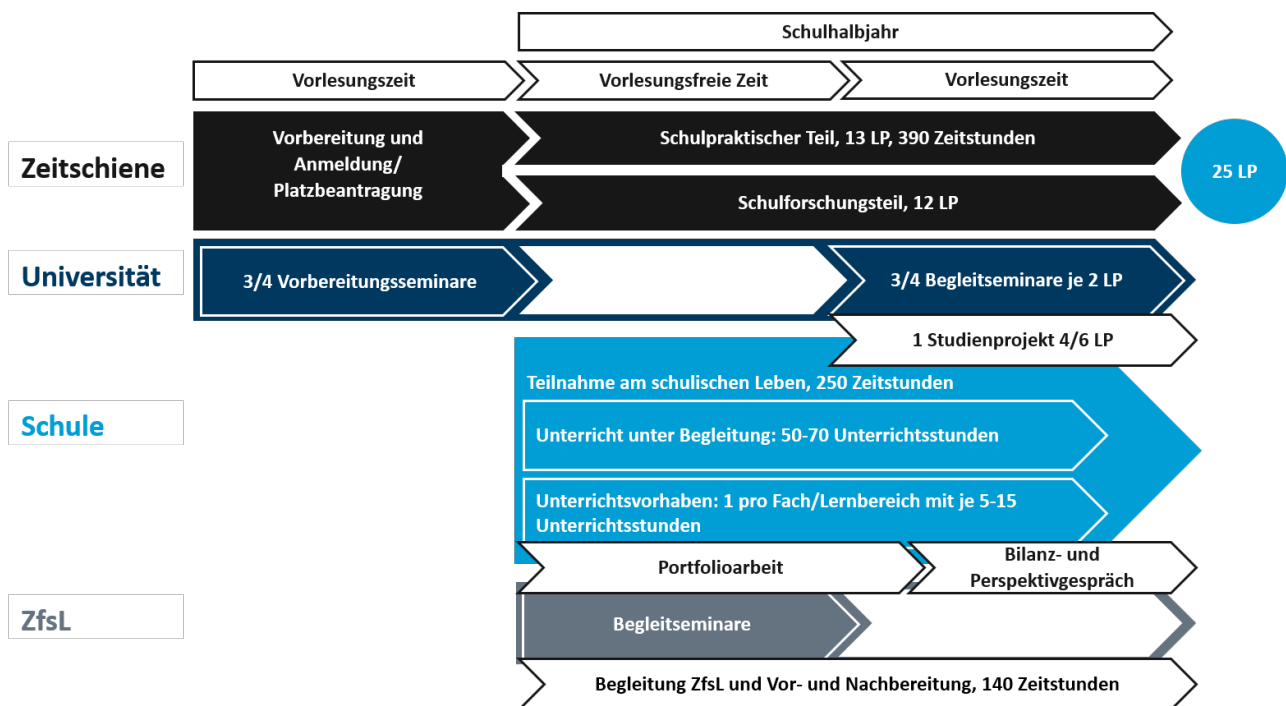 Schulhalbjahr
Vorlesungszeit
Vorlesungsfreie Zeit
Vorlesungszeit
Zeitschiene
Vorbereitung und
Anmeldung/
Platzbeantragung
Schulpraktischer Teil, 13 LP, 390 Zeitstunden
Schulforschungsteil, 12 LP
25 LP
Universität
3/4 Vorbereitungsseminare
3/4 Begleitseminare je 2 LP
1 Studienprojekt 4/6 LP
Schule
Teilnahme am schulischen Leben, 250 Zeitstunden
Unterricht unter Begleitung: 50-70 Unterrichtsstunden
Unterrichtsvorhaben: 1 pro Fach/Lernbereich mit je 5-15
Unterrichtsstunden
Portfolioarbeit
Bilanz- und
Perspektivgespräch
ZfsL
Begleitseminare
Begleitung ZfsL und Vor- und Nachbereitung, 140 Zeitstunden